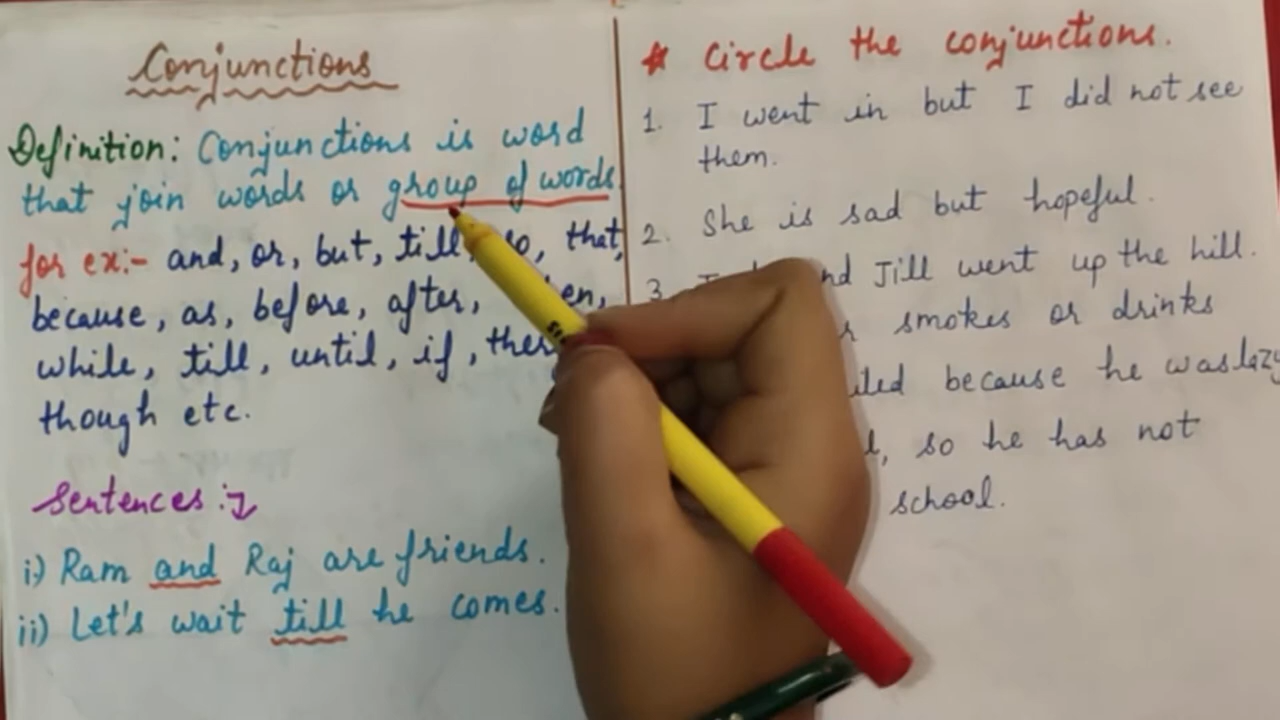 Conjunctions
Definition: Conjunctions is word
that join words or group of words
for ex:- and, or, but, till, so, that,
because, as, before, after,
while, till, until, if,
though etc.
Sentences :-
i) Ram and Raj are friends.
ii) Let's wait till he comes.
* Circle the conjunctions.
1. I went in but I did not see
them.
2. She is sad but hopeful.
3. Jill went up the hill.
smokes or drinks
because he was lazy
so he has not
school.